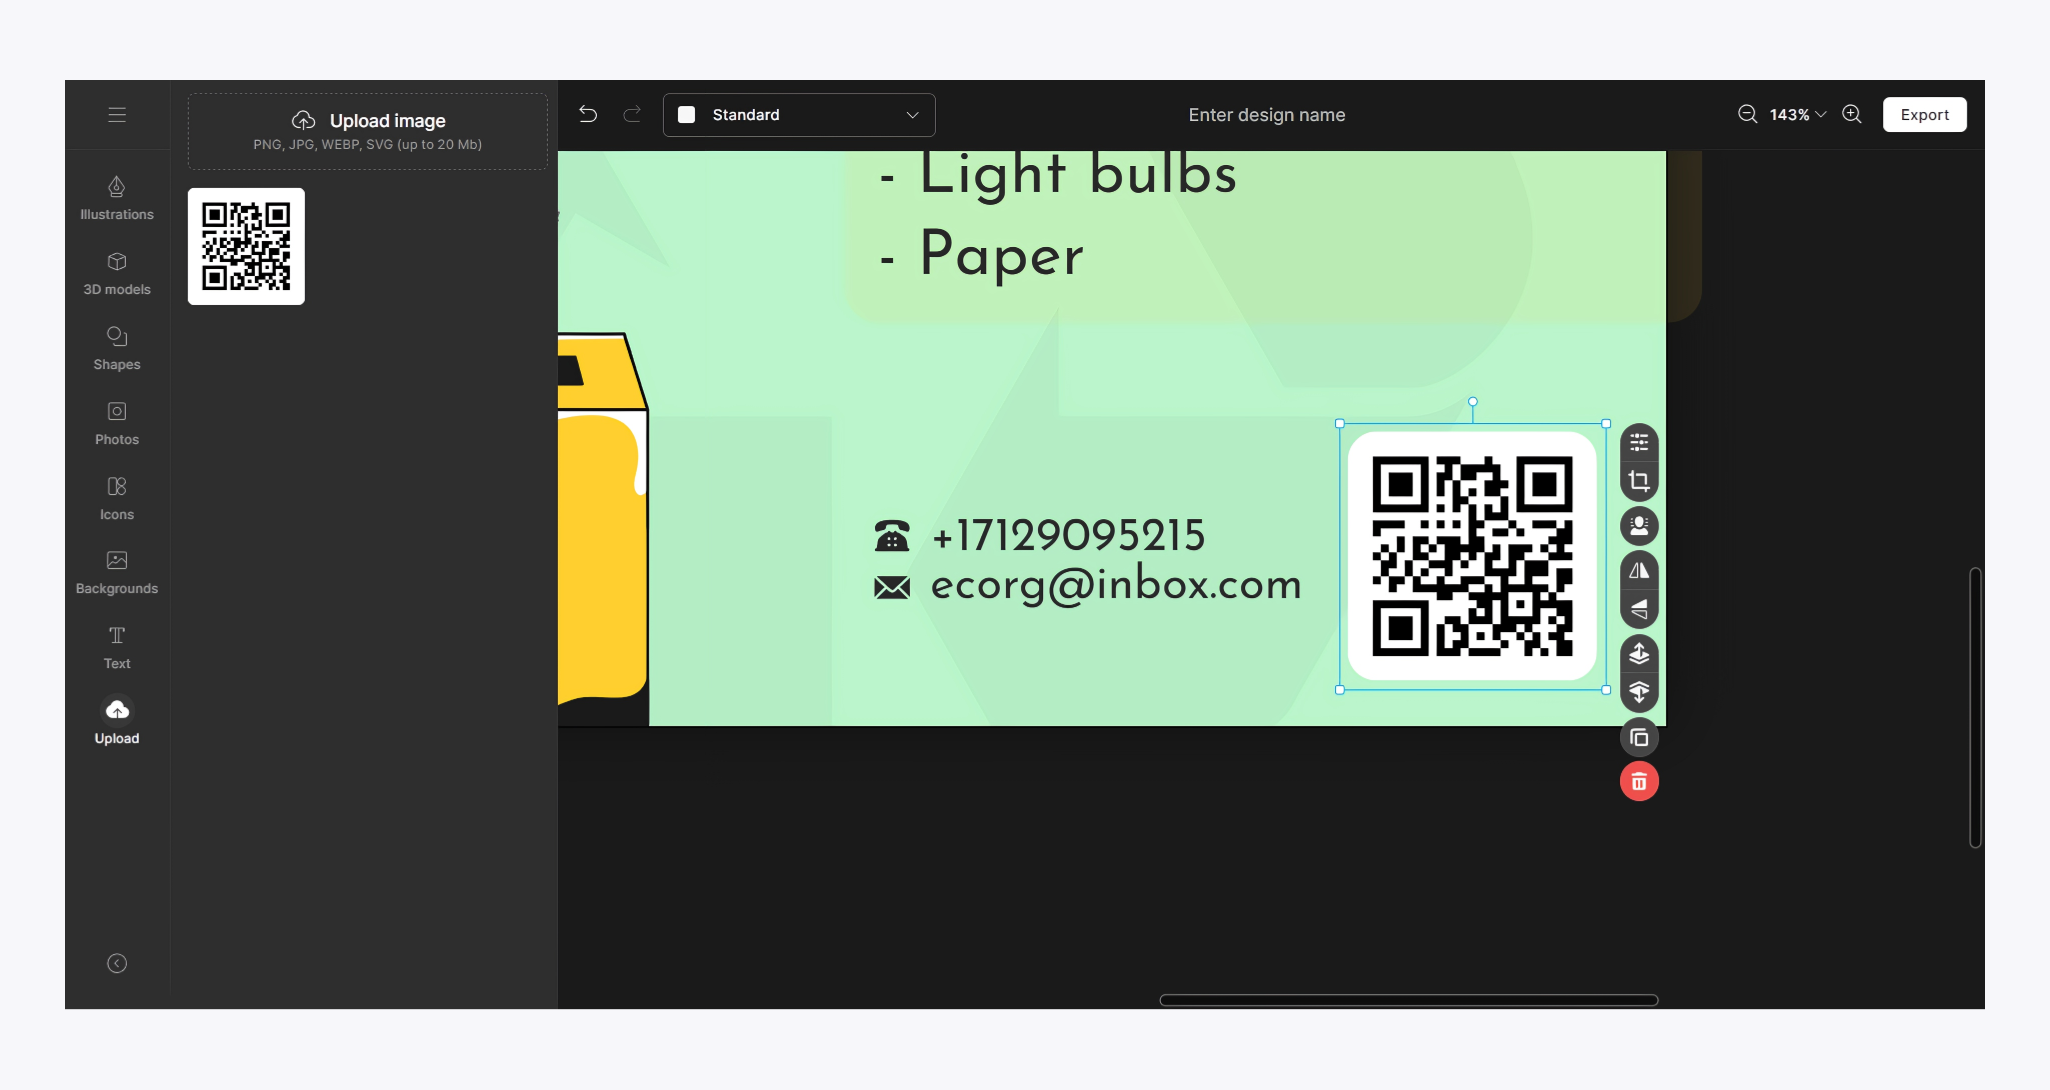 Upload image
PNG, JPG, WEBP, SVG (up to 20 Mb)
Standard
Enter design name
143%
Export
Illustrations
3D models
Shapes
Photos
Icons
Backgrounds
Text
Upload
- Light bulbs
- Paper
+17129095215
ecorg@inbox.com